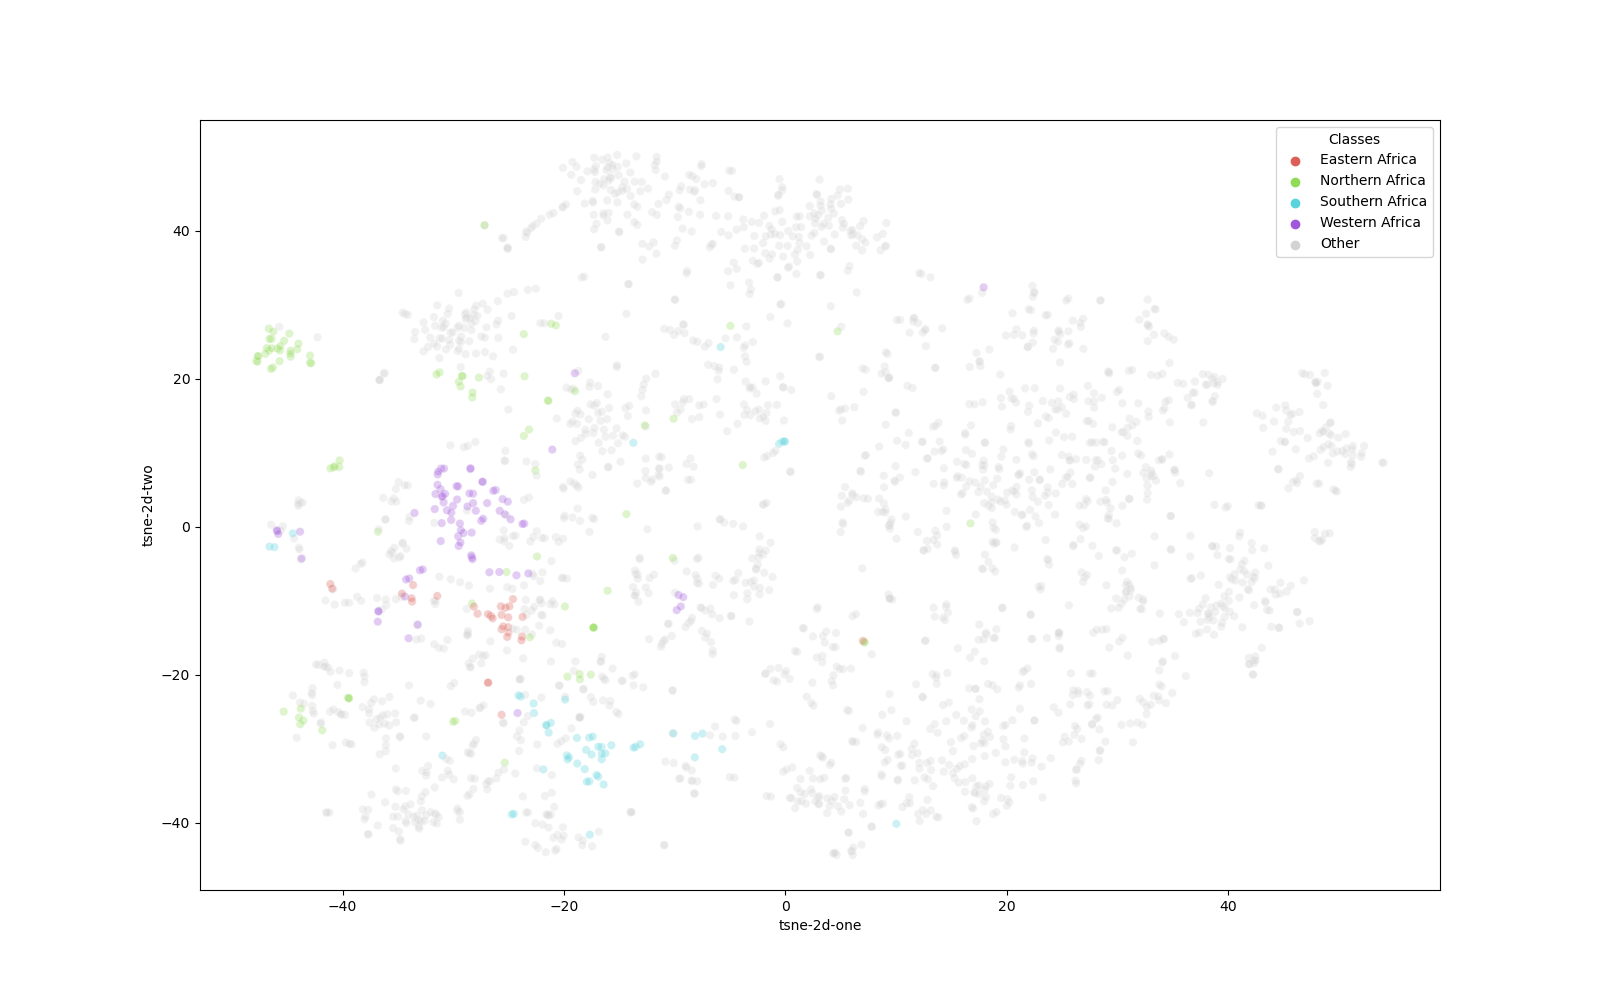 Classes
Eastern Africa
Northern Africa
Southern Africa
Western Africa
Other
40
20
0
−20
−40
tsne-2d-two
−40
−20
0
20
40
tsne-2d-one